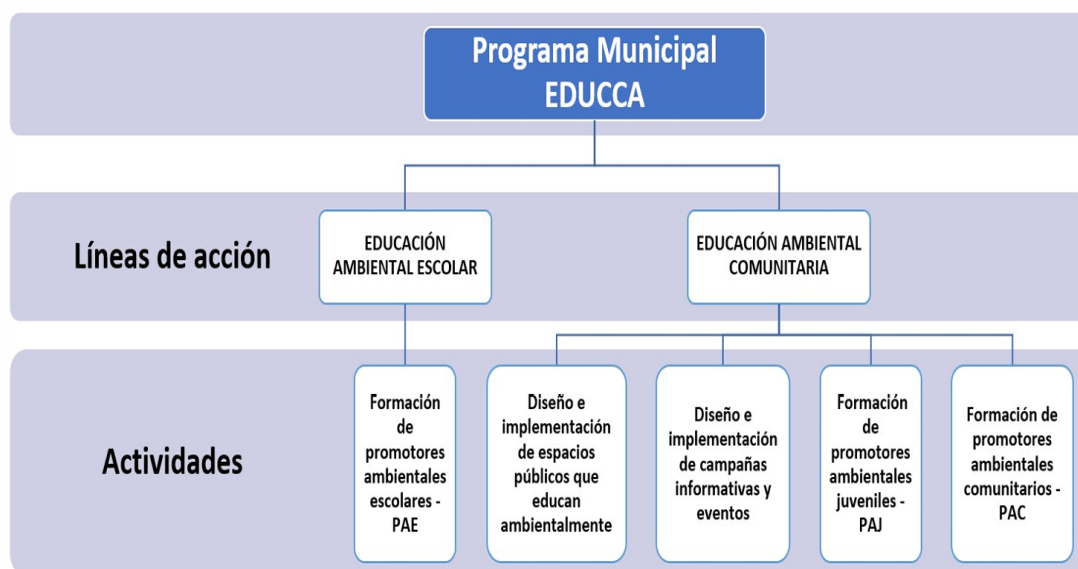 Programa Municipal
EDUCCA
Líneas de acción
EDUCACIÓN
AMBIENTAL ESCOLAR
EDUCACIÓN AMBIENTAL
COMUNITARIA
Actividades
Formación
de
promotores
ambientales
escolares -
PAE
Diseño e
implementación
de espacios
públicos que
educan
ambientalmente
Diseño e
implementación
de campañas
informativas y
eventos
Formación
de
promotores
ambientales
juveniles -
PAJ
Formación de
promotores
ambientales
comunitarios -
PAC